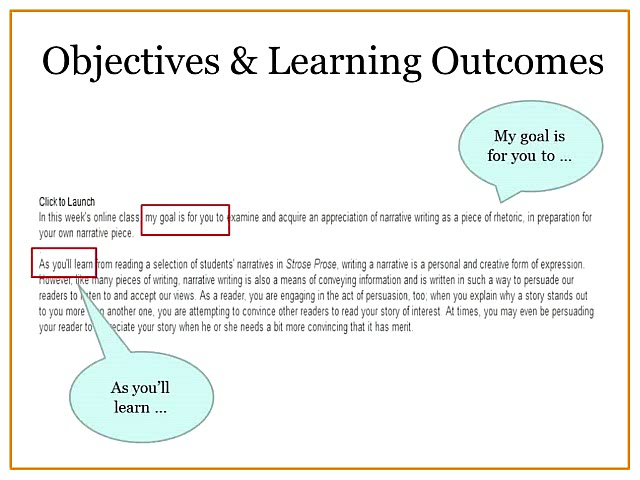 Objectives & Learning Outcomes
My goal is
for you to ...
Click to Launch
In this week's online class, my goal is for you to examine and acquire an appreciation of narrative writing as a piece of rhetoric, in preparation for
your own narrative piece.
As you'll learn from reading a selection of students' narratives in Strose Prose, writing a narrative is a personal and creative form of expression.
However, like many pieces of writing, narrative writing is also a means of conveying information and is written in such a way to persuade our
readers to listen to and accept our views. As a reader, you are engaging in the act of persuasion, too; when you explain why a story stands out
to you more than another one, you are attempting to convince other readers to read your story of interest. At times, you may even be persuading
your reader to appreciate your story when he or she needs a bit more convincing that it has merit.
As you'll
learn ...